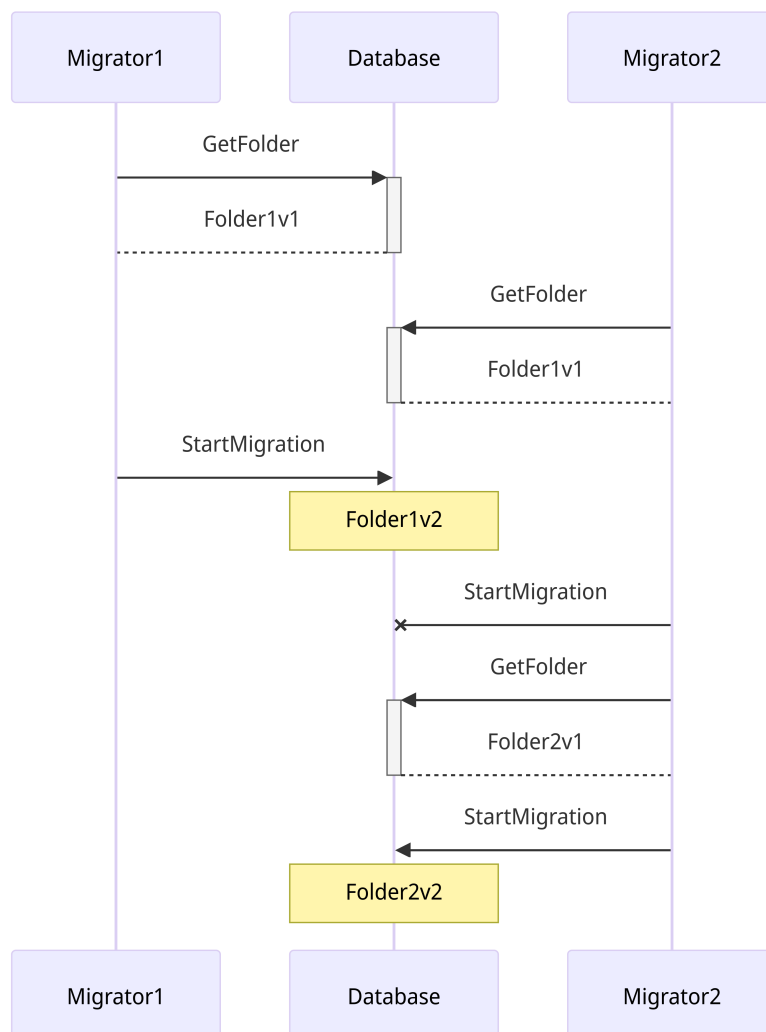 Migrator1
Database
Migrator2
GetFolder
Folder1v1
GetFolder
Folder1v1
StartMigration
Folder1v2
StartMigration
GetFolder
Folder2v1
StartMigration
Folder2v2
Migrator1
Database
Migrator2